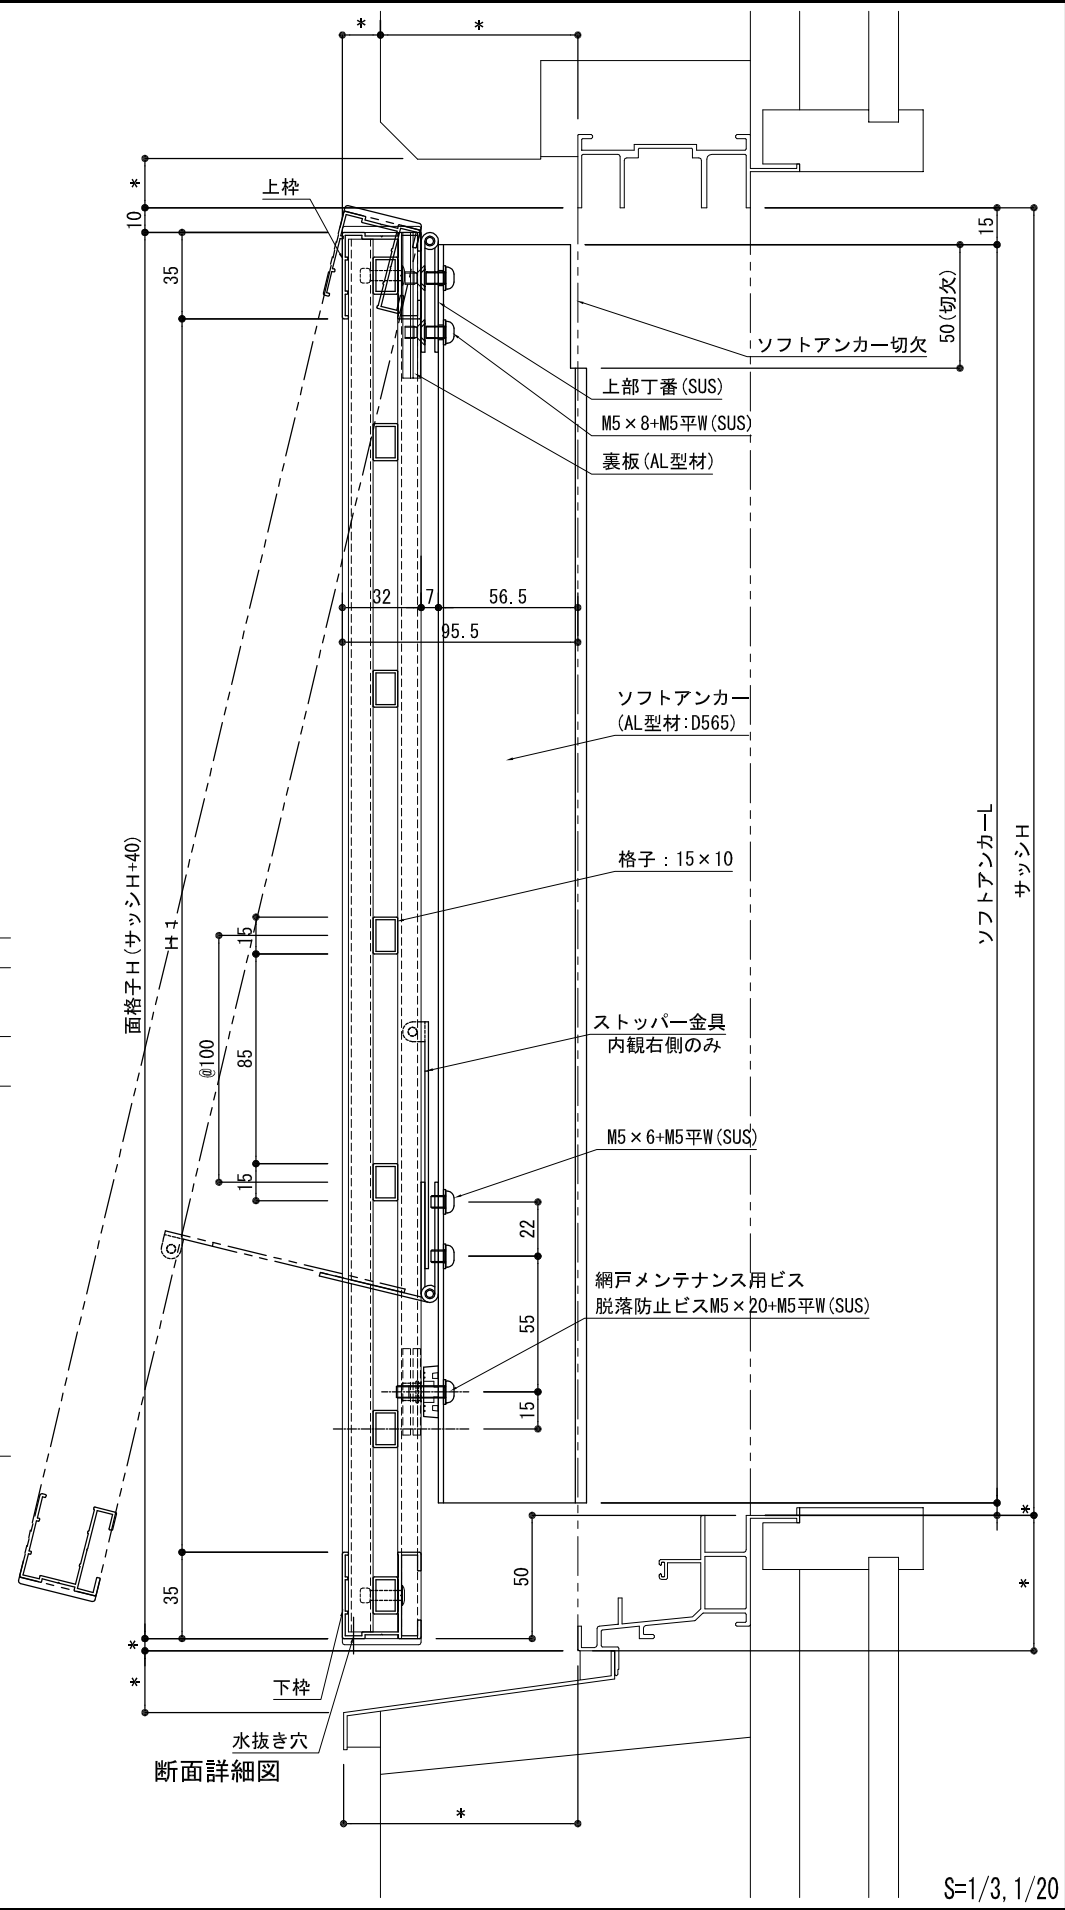 *
*
*
上枠
10
35
15
50(切欠)
ソフトアンカー切欠
上部丁番(SUS)
M5×8+M5平W(SUS)
裏板(AL型材)
32
7
56.5
95.5
ソフトアンカー
(AL型材:D565)
格子：15×10
面格子H(サッシH+40)
H1
15
@100
85
15
ソフトアンカーL
サッシH
ストッパー金具
内観右側のみ
M5×6+M5平W(SUS)
22
網戸メンテナンス用ビス
脱落防止ビスM5×20+M5平W(SUS)
55
15
50
35
*
*
*
*
下枠
水抜き穴
断面詳細図
*
S=1/3,1/20